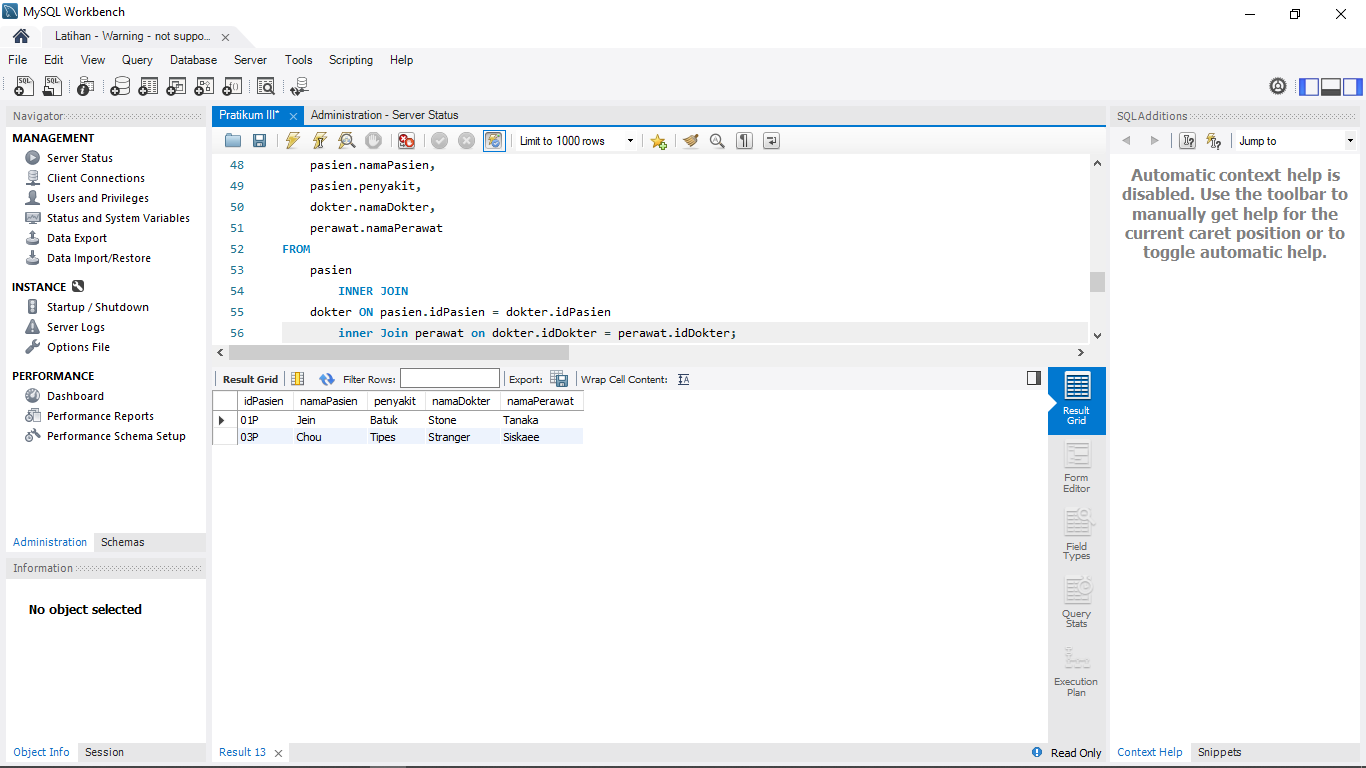 MySQL Workbench
Latihan - Warning - not suppo...
File Edit View Query Database Server Tools Scripting Help
Navigator
MANAGEMENT
Server Status
Client Connections
Users and Privileges
Status and System Variables
Data Export
Data Import/Restore
INSTANCE
Startup / Shutdown
Server Logs
Options File
PERFORMANCE
Dashboard
Performance Reports
Performance Schema Setup
Administration Schemas
Information
No object selected
Object Info Session
Pratikum III* Administration - Server Status
Limit to 1000 rows
48 pasien.namaPasien,
49 pasien.penyakit,
50 dokter.namaDokter,
51 perawat.namaPerawat
52 FROM
53 pasien
54 INNER JOIN
55 dokter ON pasien.idPasien = dokter.idPasien
56 inner Join perawat on dokter.idDokter = perawat.idDokter;
Result Grid Filter Rows: Export: Wrap Cell Content:
idPasien namaPasien penyakit namaDokter namaPerawat
01P Jein Batuk Stone Tanaka
03P Chou Tipes Stranger Siskaee
Result
Grid
Form
Editor
Field
Types
Query
Stats
Execution
Plan
Result 13 Read Only
SQLAdditions
Jump to
Automatic context help is
disabled. Use the toolbar to
manually get help for the
current caret position or to
toggle automatic help.
Context Help Snippets